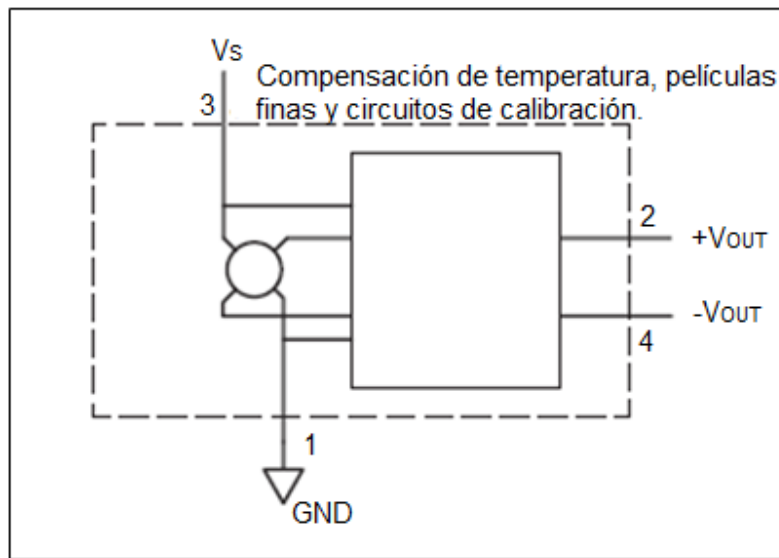 Vs
Compensación de temperatura, películas
finas y circuitos de calibración.
3
2
+VOUT
-VOUT
4
1
GND